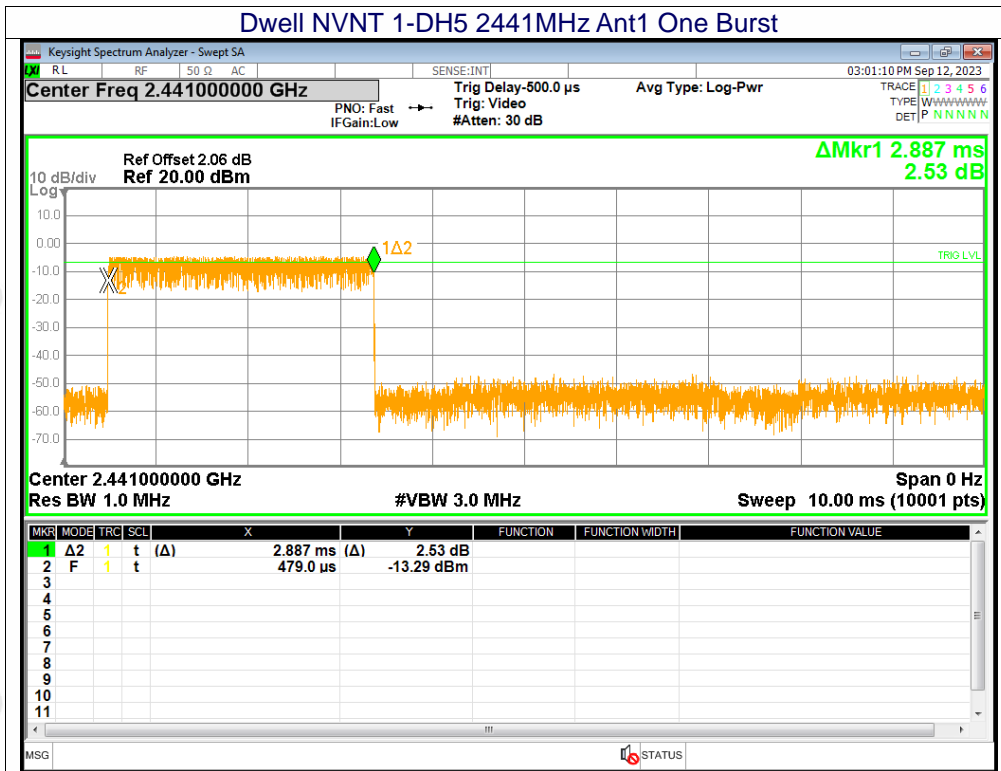 Dwell NVNT 1-DH5 2441MHz Ant1 One Burst
Keysight Spectrum Analyzer - Swept SA
LXI RL RF 50 Ω AC SENSE:INT 03:01:10 PM Sep 12, 2023
Center Freq 2.441000000 GHz
PNO: Fast
IFGain:Low
Trig Delay-500.0 µs
Trig: Video
#Atten: 30 dB
Avg Type: Log-Pwr
TRACE 1 2 3 4 5 6
TYPE WWWWWWW
DET P N N N N N
ΔMkr1 2.887 ms
2.53 dB
Ref Offset 2.06 dB
10 dB/div Ref 20.00 dBm
Log
10.0
0.00
-10.0
-20.0
-30.0
-40.0
-50.0
-60.0
-70.0
1Δ2
2
TRIG LVL
Center 2.441000000 GHz Span 0 Hz
Res BW 1.0 MHz #VBW 3.0 MHz Sweep 10.00 ms (10001 pts)
MKR MODE TRC SCL X Y FUNCTION FUNCTION WIDTH FUNCTION VALUE
1 Δ2 1 t (Δ) 2.887 ms (Δ) 2.53 dB
2 F 1 t 479.0 µs -13.29 dBm
3
4
5
6
7
8
9
10
11
MSG STATUS